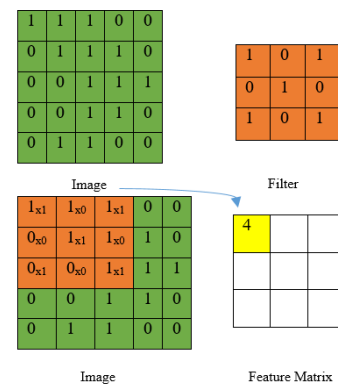 1 1 1 0 0
0 1 1 1 0
0 0 1 1 1
0 0 1 1 0
0 1 1 0 0
Image
1 0 1
0 1 0
1 0 1
Filter
1x1 1x0 1x1 0 0
0x0 1x1 1x0 1 0
0x1 0x0 1x1 1 1
0 0 1 1 0
0 1 1 0 0
Image
4
Feature Matrix